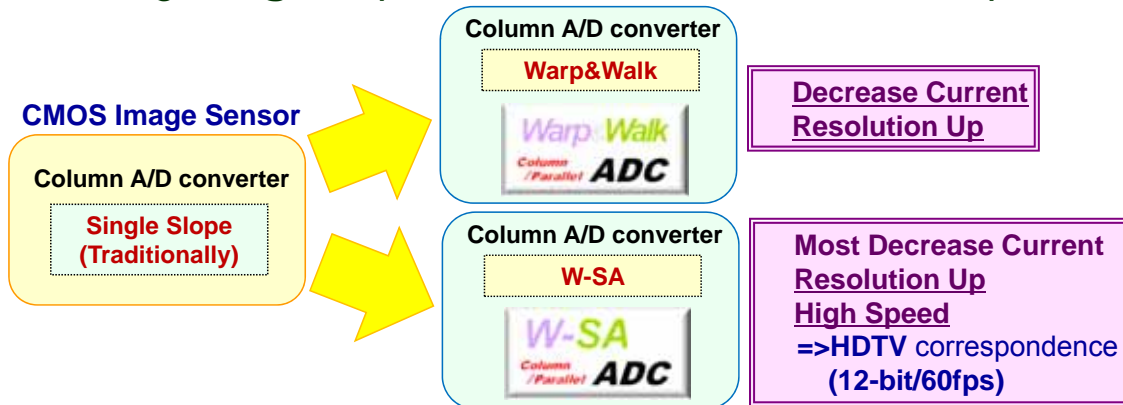 CMOS Image Sensor
Column A/D converter
Single Slope
(Traditionally)
Column A/D converter
Warp&Walk
Warp Walk
Column
/Parallel ADC
Decrease Current
Resolution Up
Column A/D converter
W-SA
W-SA
Column
/Parallel ADC
Most Decrease Current
Resolution Up
High Speed
=>HDTV correspondence
(12-bit/60fps)